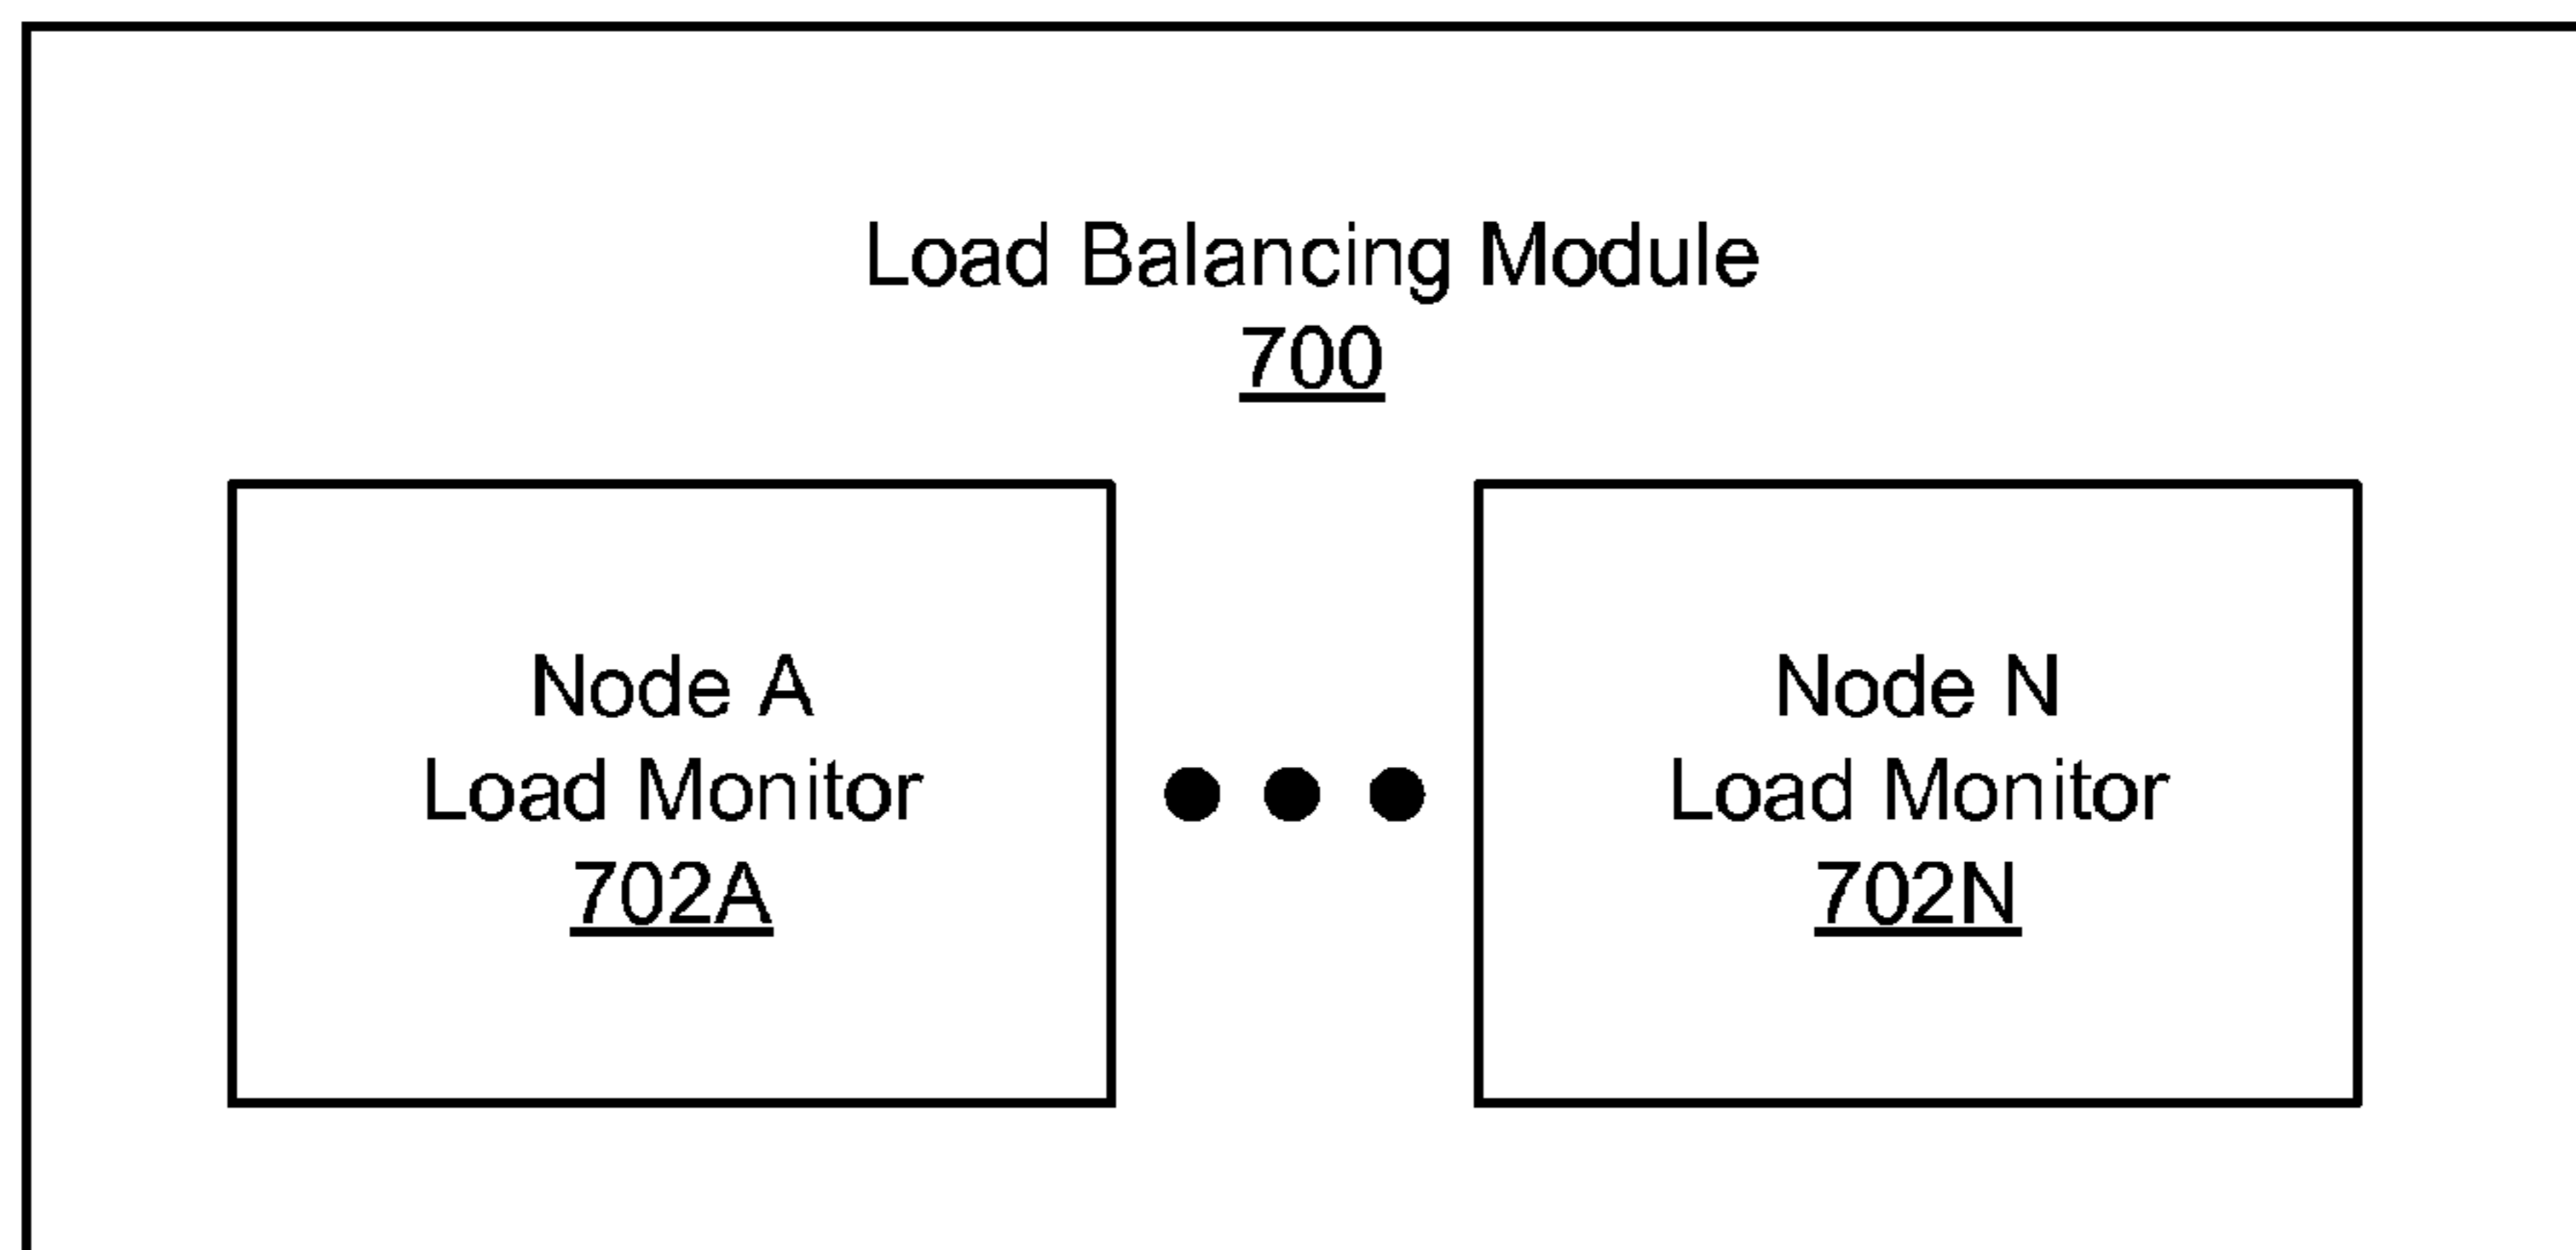 Load Balancing Module
700
Node A
Load Monitor
702A
Node N
Load Monitor
702N